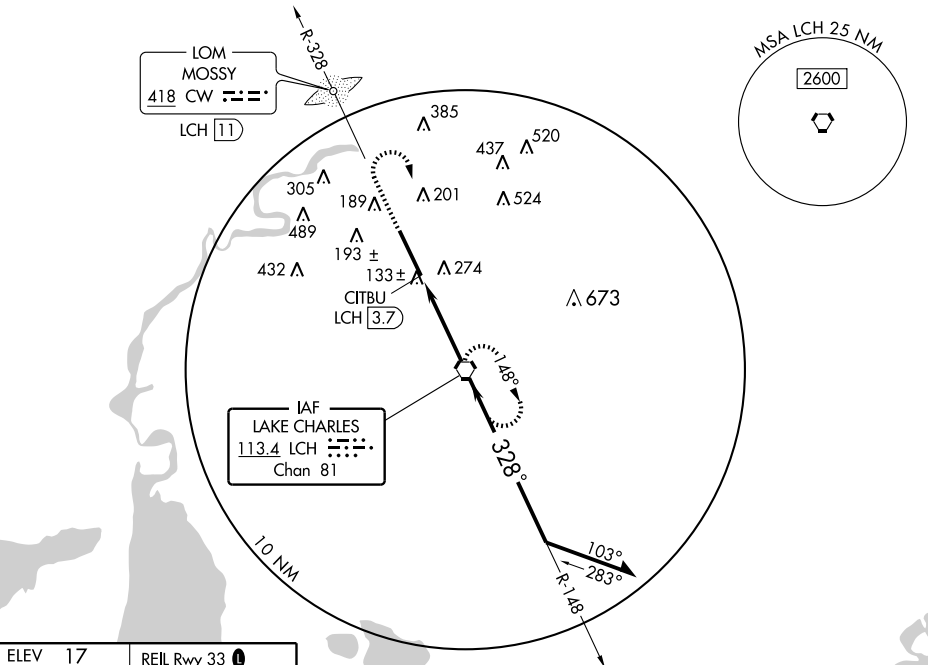 R-328
LOM
MOSSY
418 CW
LCH 11
MSA LCH 25 NM
2600
385
520
437
305
189
201
524
489
193 ±
432
133 ±
274
CITBU
LCH 3.7
673
148°
IAF
LAKE CHARLES
113.4 LCH
Chan 81
328°
10 NM
103°
283°
R-148
ELEV 17
REIL Rwy 33 L